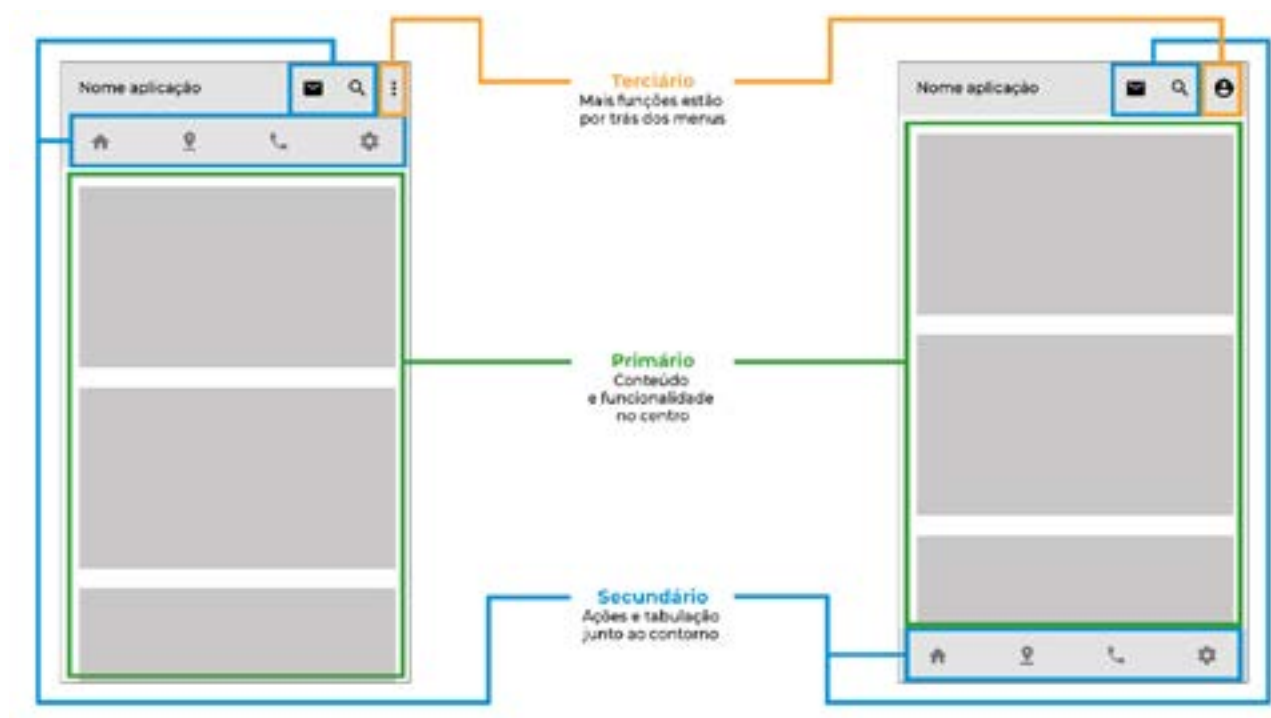 Nome aplicação
Terciário
Mais funções estão
por trás dos menus
Nome aplicação
Primário
Conteúdo
e funcionalidade
no centro
Secundário
Ações e tabulação
junto ao contorno